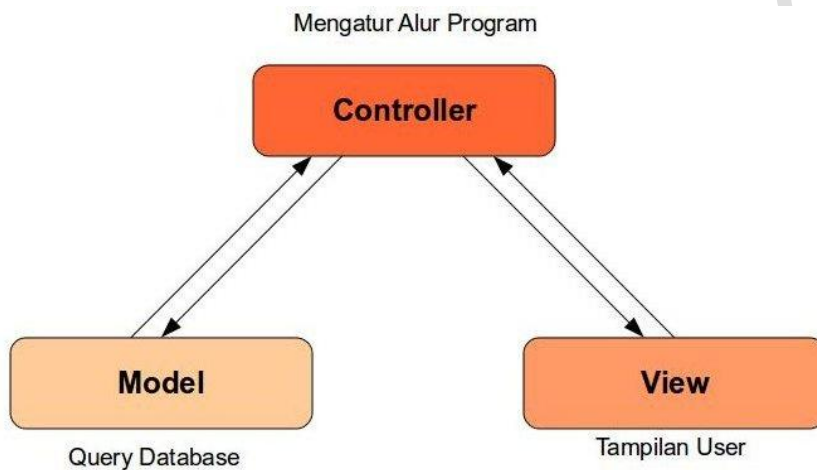 Mengatur Alur Program
Controller
Model
View
Query Database
Tampilan User